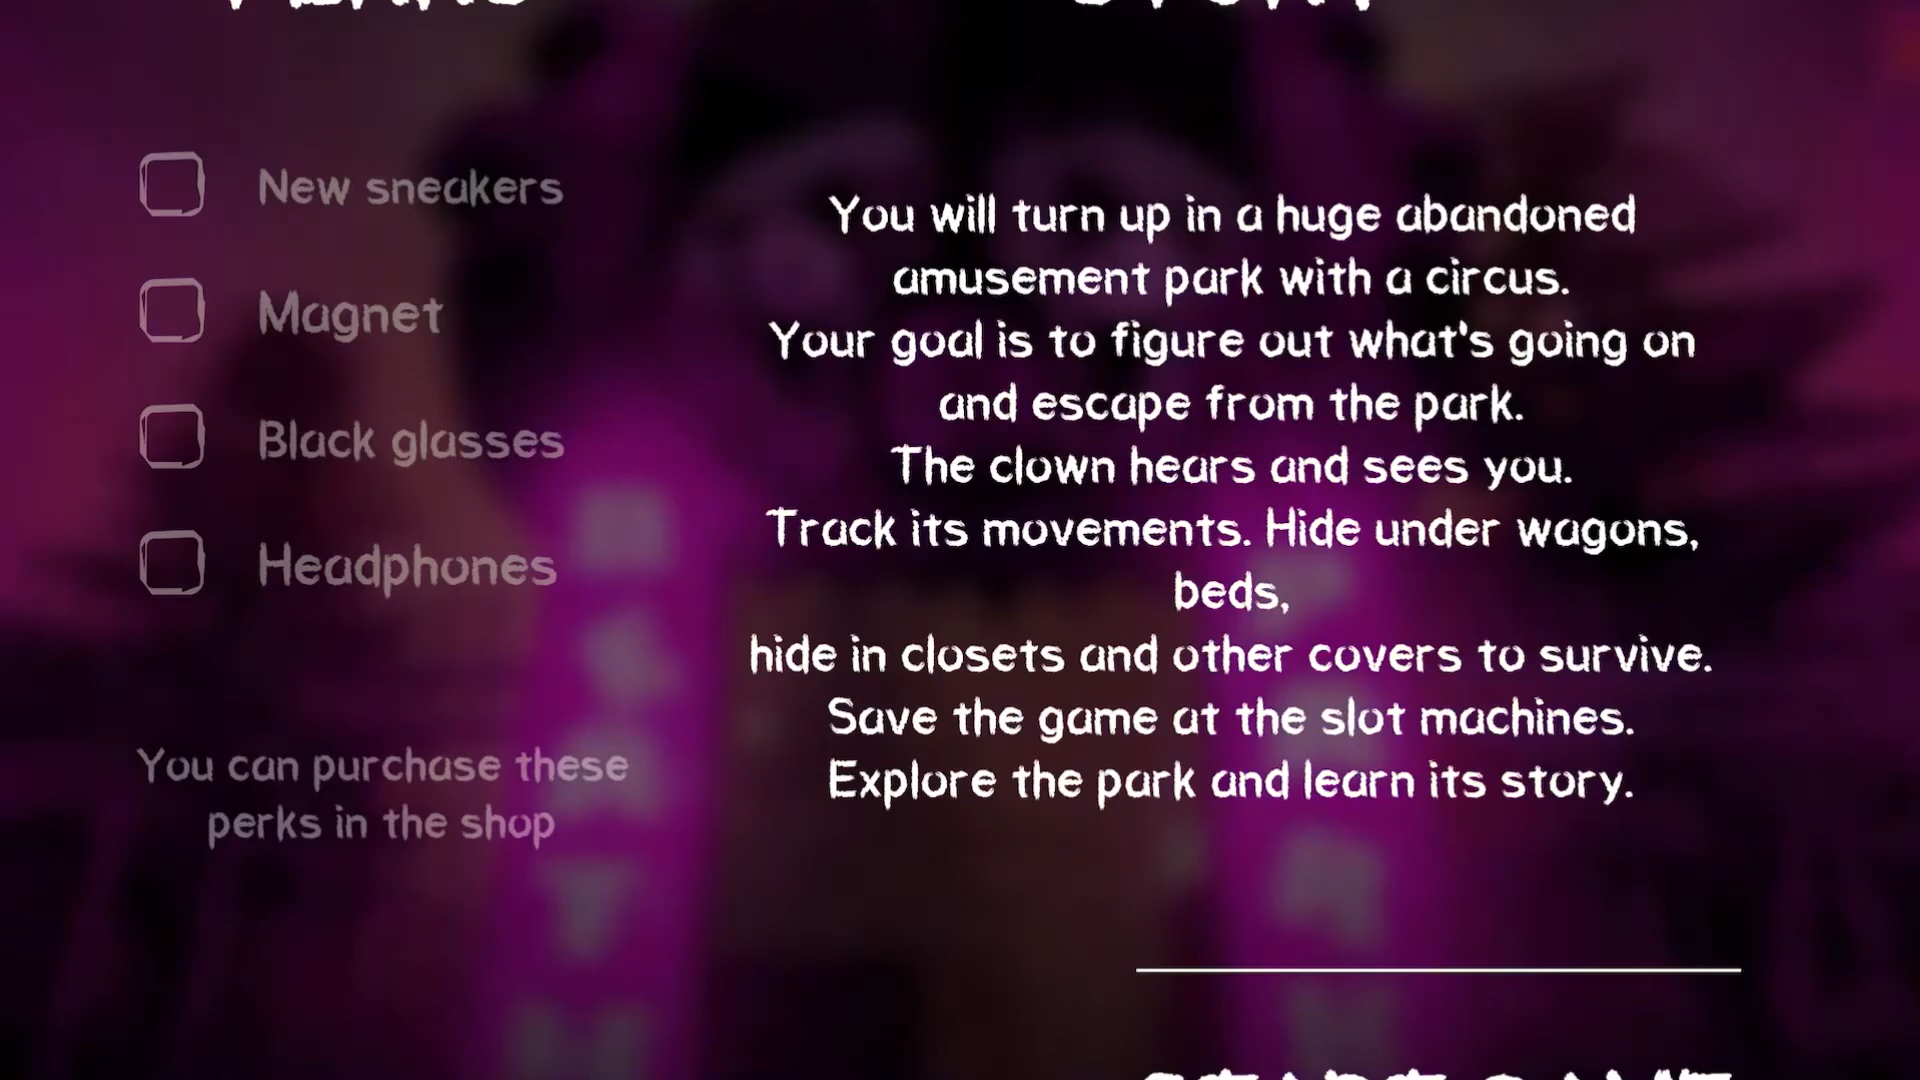 New sneakers
Magnet
Black glasses
Headphones
You can purchase these
perks in the shop
You will turn up in a huge abandoned
amusement park with a circus.
Your goal is to figure out what's going on
and escape from the park.
The clown hears and sees you.
Track its movements. Hide under wagons,
beds,
hide in closets and other covers to survive.
Save the game at the slot machines.
Explore the park and learn its story.